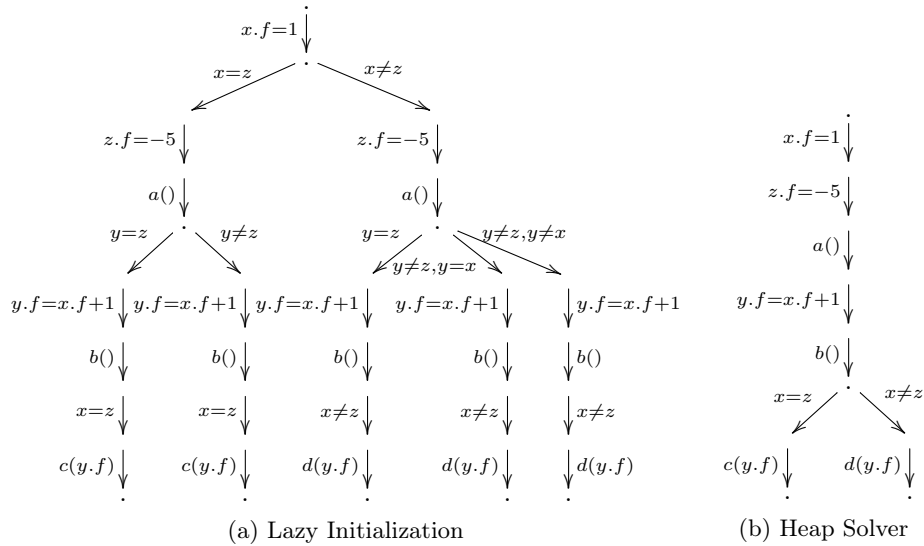 x.f=1
x=z x≠z
z.f=−5 z.f=−5 x.f=1
a() a() z.f=−5
y=z y≠z y=z y≠z,y=x y≠z,y≠x a()
y.f=x.f+1 y.f=x.f+1 y.f=x.f+1 y.f=x.f+1 y.f=x.f+1 y.f=x.f+1
b() b() b() b() b() b()
x=z x=z x≠z x≠z x≠z x=z x≠z
c(y.f) c(y.f) d(y.f) d(y.f) d(y.f) c(y.f) d(y.f)
(a) Lazy Initialization (b) Heap Solver